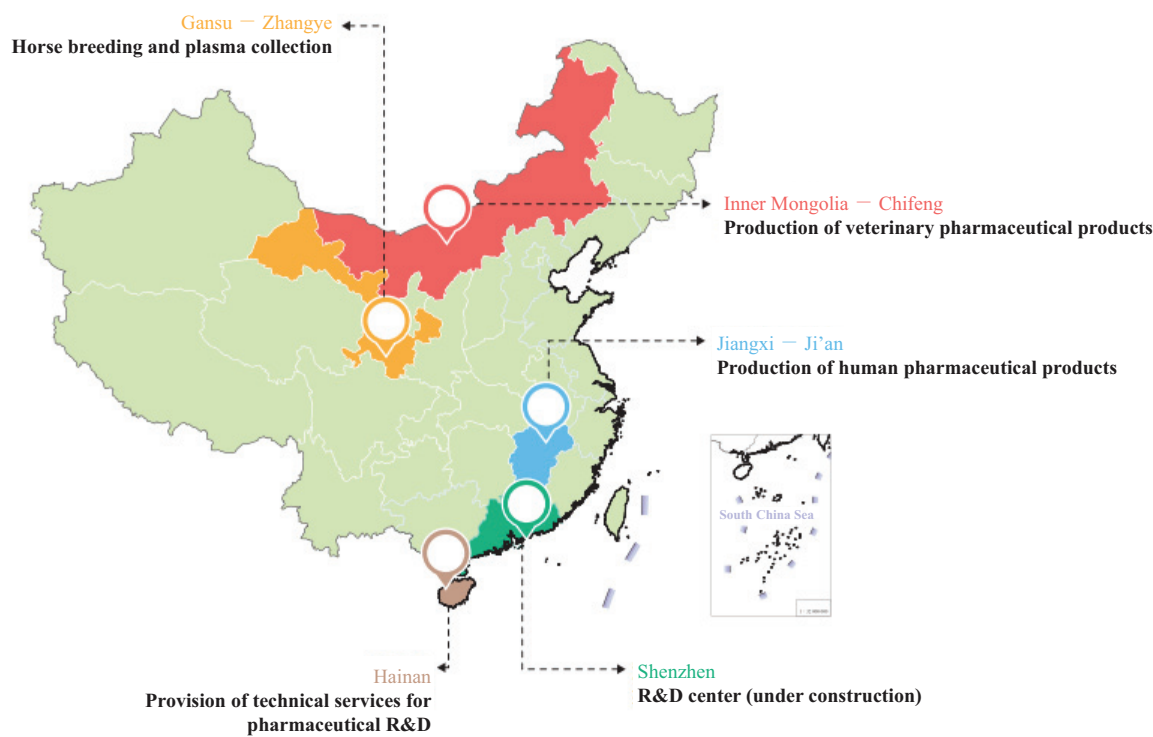 Gansu － Zhangye
Horse breeding and plasma collection
Inner Mongolia － Chifeng
Production of veterinary pharmaceutical products
Jiangxi － Ji’an
Production of human pharmaceutical products
South China Sea
Hainan
Provision of technical services for
pharmaceutical R&D
Shenzhen
R&D center (under construction)